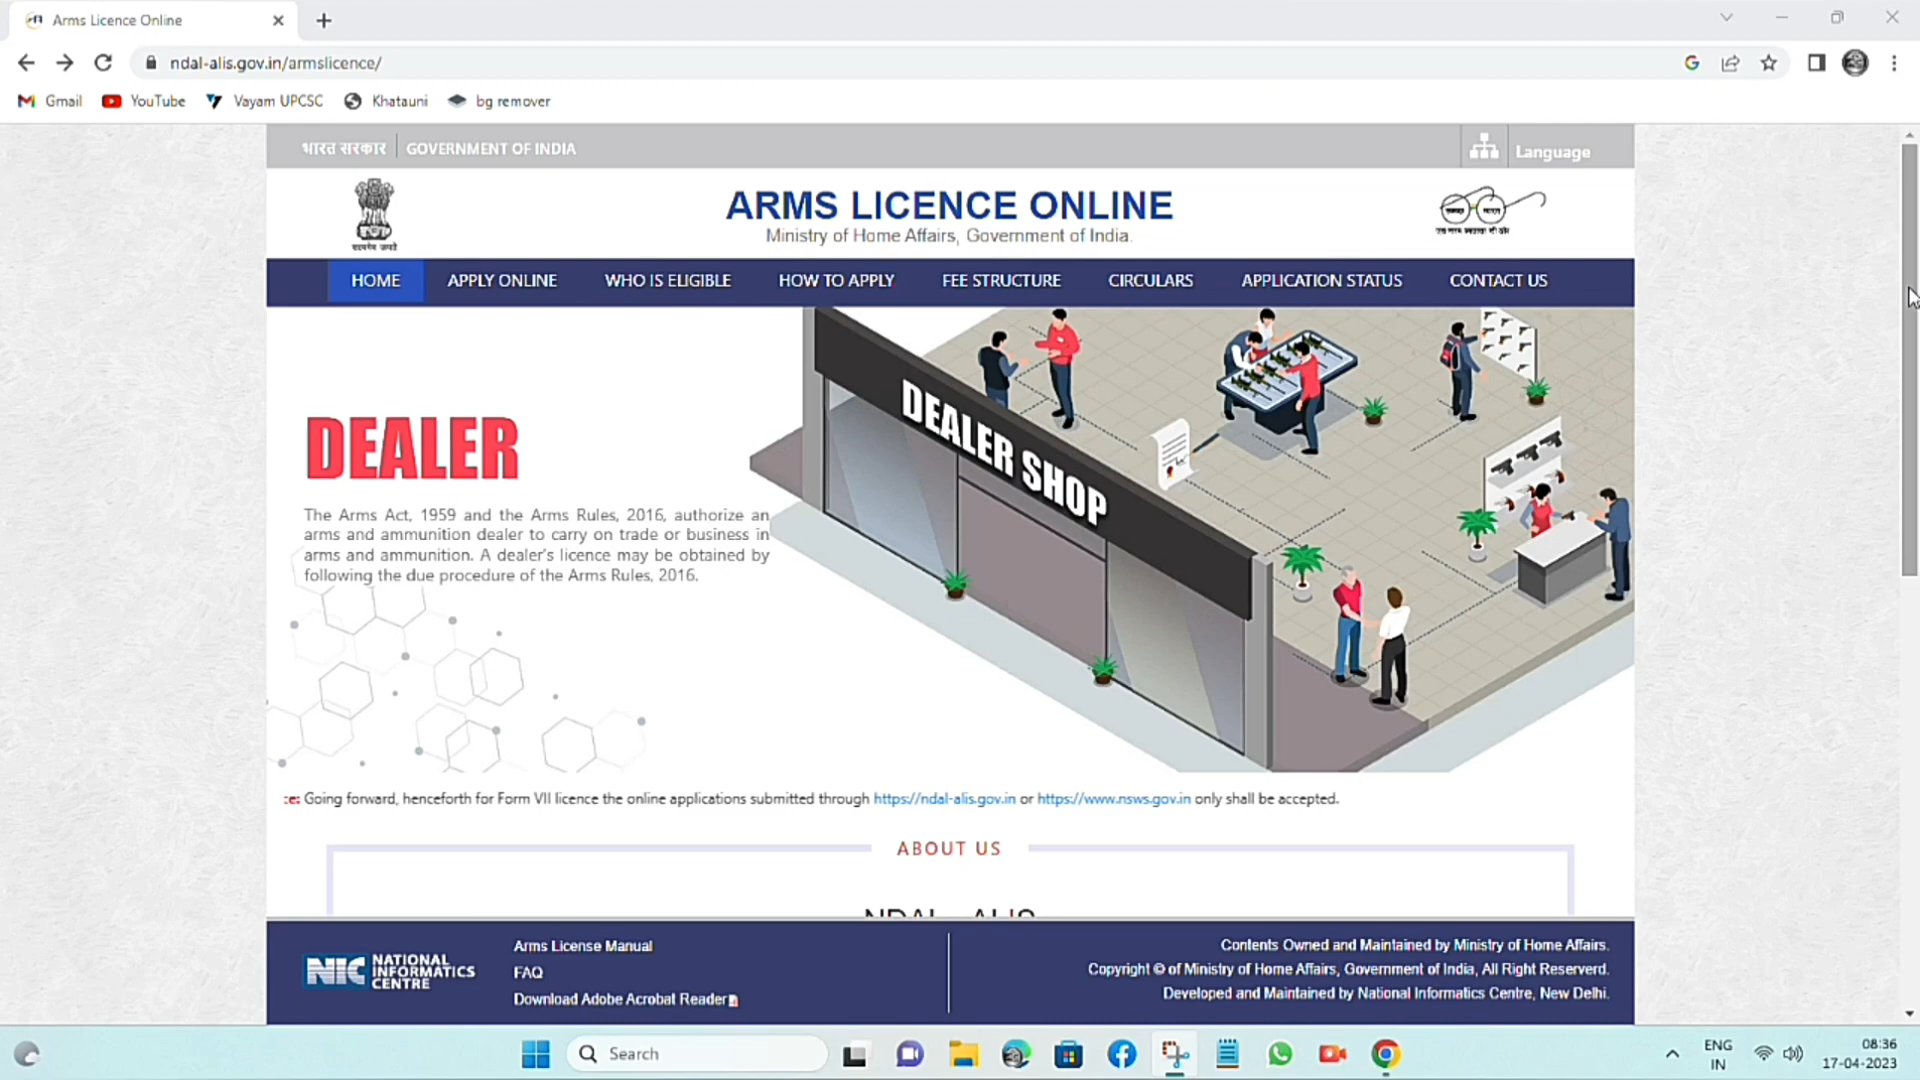 Arms Licence Online
ndal-alis.gov.in/armslicence/
Gmail YouTube Vayam UPCSC Khatauni bg remover
भारत सरकार GOVERNMENT OF INDIA Language
ARMS LICENCE ONLINE
Ministry of Home Affairs, Government of India.
सत्यमेव जयते
HOME APPLY ONLINE WHO IS ELIGIBLE HOW TO APPLY FEE STRUCTURE CIRCULARS APPLICATION STATUS CONTACT US
DEALER
The Arms Act, 1959 and the Arms Rules, 2016, authorize an
arms and ammunition dealer to carry on trade or business in
arms and ammunition. A dealer's licence may be obtained by
following the due procedure of the Arms Rules, 2016.
DEALER SHOP
:e: Going forward, henceforth for Form VII licence the online applications submitted through https://ndal-alis.gov.in or https://www.nsws.gov.in only shall be accepted.
ABOUT US
NIC NATIONAL
INFORMATICS
CENTRE
Arms License Manual
FAQ
Download Adobe Acrobat Reader
Contents Owned and Maintained by Ministry of Home Affairs.
Copyright © of Ministry of Home Affairs, Government of India, All Right Reserverd.
Developed and Maintained by National Informatics Centre, New Delhi.
Search
ENG
IN
08:36
17-04-2023